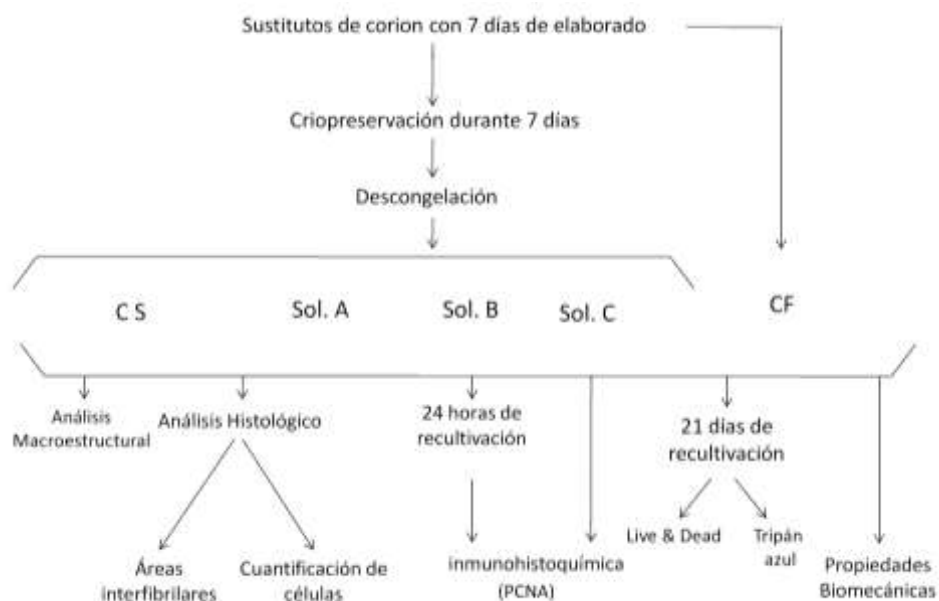 Sustitutos de corion con 7 días de elaborado
Criopreservación durante 7 días
Descongelación
C S
Sol. A
Sol. B
Sol. C
CF
Análisis
Macroestructural
Análisis Histológico
24 horas de
recultivación
21 días de
recultivación
Áreas
interfibrilares
Cuantificación de
células
inmunohistoquímica
(PCNA)
Live & Dead
Tripán
azul
Propiedades
Biomecánicas